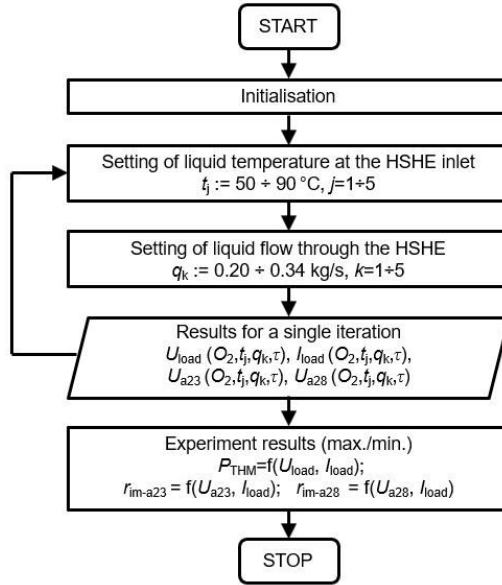 START
Initialisation
Setting of liquid temperature at the HSHE inlet
tj := 50 ÷ 90 °C, j=1÷5
Setting of liquid flow through the HSHE
qk := 0.20 ÷ 0.34 kg/s, k=1÷5
Results for a single iteration
Uload (O2,tj,qk,τ), Iload (O2,tj,qk,τ),
Ua23 (O2,tj,qk,τ), Ua28 (O2,tj,qk,τ)
Experiment results (max./min.)
PTHM=f(Uload, Iload);
rim-a23 = f(Ua23, Iload); rim-a28 = f(Ua28, Iload)
STOP